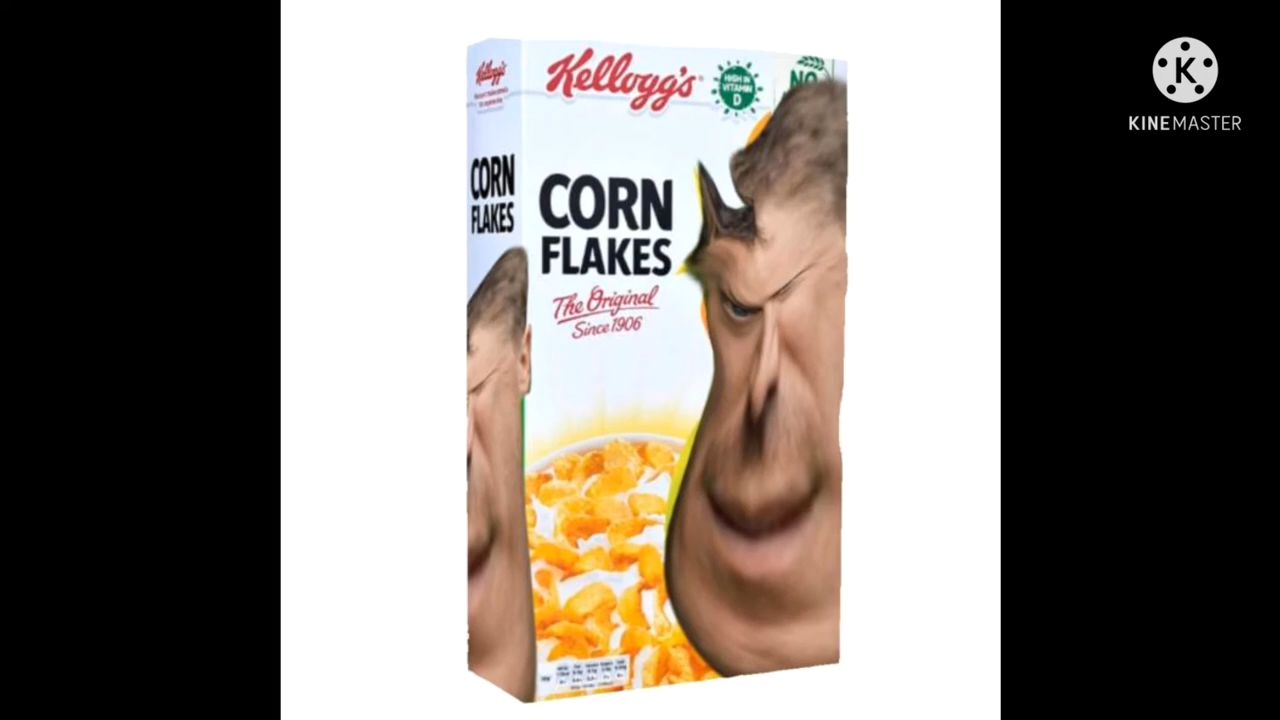 Kellogg's
HIGH IN
VITAMIN
D
NO
CORN
FLAKES
The Original
Since 1906
Kellogg's
CORN
FLAKES
K
KINEMASTER